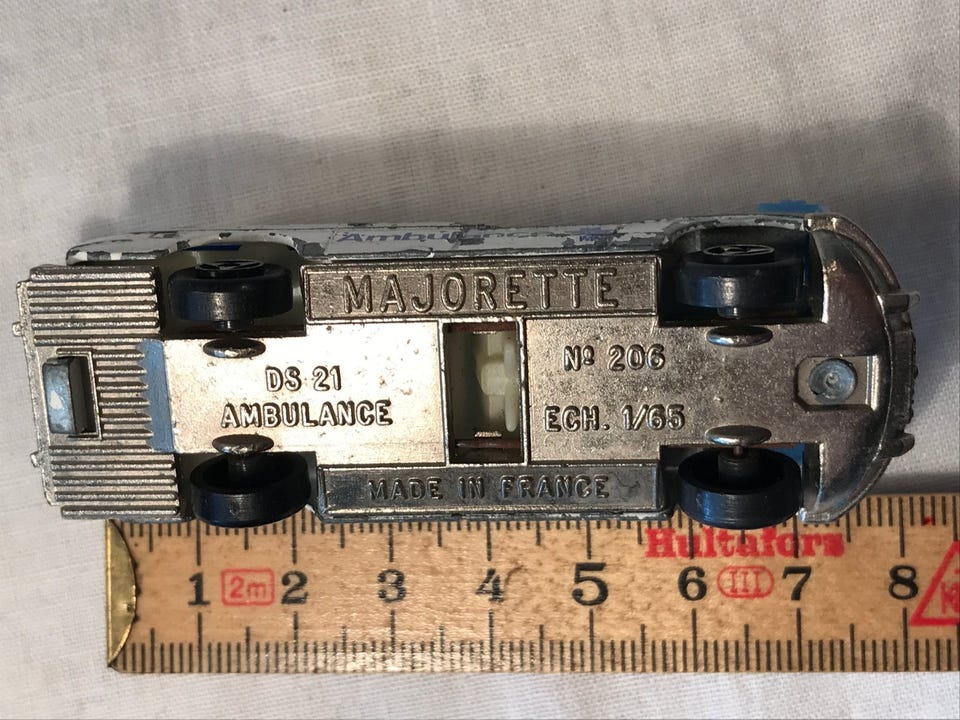 Ambulance
MAJORETTE
DS 21
AMBULANCE
Nº 206
ECH. 1/65
MADE IN FRANCE
Hultafors
1 2m 2 3 4 5 6 III 7 8